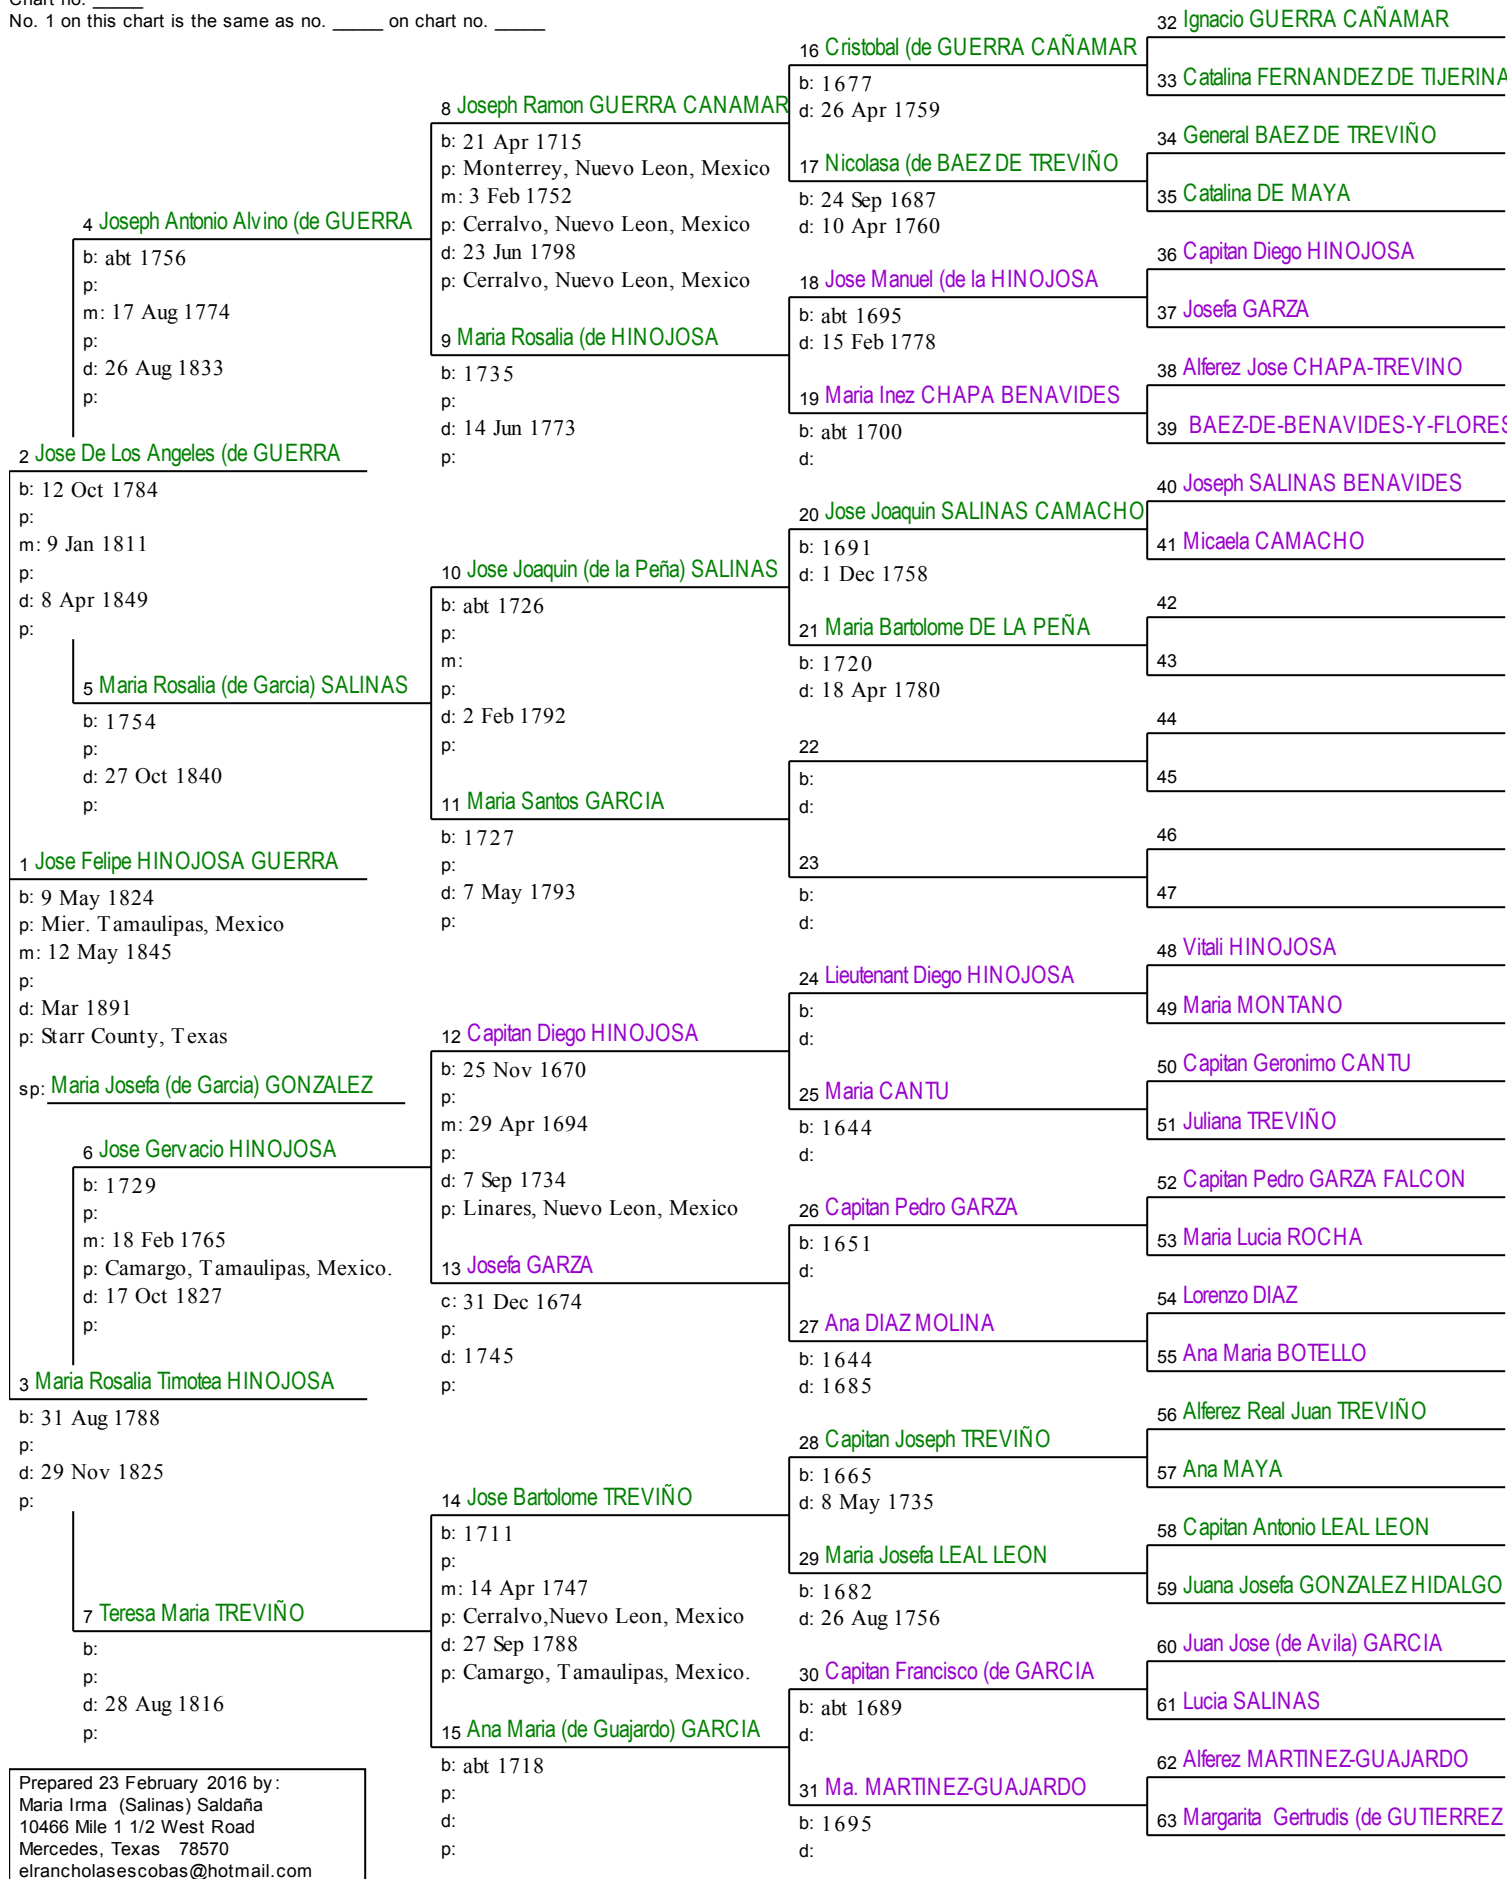 Chart no. _____
No. 1 on this chart is the same as no. _____ on chart no. _____
1 Jose Felipe HINOJOSA GUERRA
b: 9 May 1824
p: Mier. Tamaulipas, Mexico
m: 12 May 1845
p:
d: Mar 1891
p: Starr County, Texas
sp: Maria Josefa (de Garcia) GONZALEZ
2 Jose De Los Angeles (de GUERRA
b: 12 Oct 1784
p:
m: 9 Jan 1811
p:
d: 8 Apr 1849
p:
3 Maria Rosalia Timotea HINOJOSA
b: 31 Aug 1788
p:
d: 29 Nov 1825
p:
4 Joseph Antonio Alvino (de GUERRA
b: abt 1756
p:
m: 17 Aug 1774
p:
d: 26 Aug 1833
p:
5 Maria Rosalia (de Garcia) SALINAS
b: 1754
p:
d: 27 Oct 1840
p:
6 Jose Gervacio HINOJOSA
b: 1729
p:
m: 18 Feb 1765
p: Camargo, Tamaulipas, Mexico.
d: 17 Oct 1827
p:
7 Teresa Maria TREVIÑO
b:
p:
d: 28 Aug 1816
p:
8 Joseph Ramon GUERRA CANAMAR
b: 21 Apr 1715
p: Monterrey, Nuevo Leon, Mexico
m: 3 Feb 1752
p: Cerralvo, Nuevo Leon, Mexico
d: 23 Jun 1798
p: Cerralvo, Nuevo Leon, Mexico
9 Maria Rosalia (de HINOJOSA
b: 1735
p:
d: 14 Jun 1773
p:
10 Jose Joaquin (de la Peña) SALINAS
b: abt 1726
p:
m:
p:
d: 2 Feb 1792
p:
11 Maria Santos GARCIA
b: 1727
p:
d: 7 May 1793
p:
12 Capitan Diego HINOJOSA
b: 25 Nov 1670
p:
m: 29 Apr 1694
p:
d: 7 Sep 1734
p: Linares, Nuevo Leon, Mexico
13 Josefa GARZA
c: 31 Dec 1674
p:
d: 1745
p:
14 Jose Bartolome TREVIÑO
b: 1711
p:
m: 14 Apr 1747
p: Cerralvo,Nuevo Leon, Mexico
d: 27 Sep 1788
p: Camargo, Tamaulipas, Mexico.
15 Ana Maria (de Guajardo) GARCIA
b: abt 1718
p:
d:
p:
16 Cristobal (de GUERRA CAÑAMAR
b: 1677
d: 26 Apr 1759
17 Nicolasa (de BAEZ DE TREVIÑO
b: 24 Sep 1687
d: 10 Apr 1760
18 Jose Manuel (de la HINOJOSA
b: abt 1695
d: 15 Feb 1778
19 Maria Inez CHAPA BENAVIDES
b: abt 1700
d:
20 Jose Joaquin SALINAS CAMACHO
b: 1691
d: 1 Dec 1758
21 Maria Bartolome DE LA PEÑA
b: 1720
d: 18 Apr 1780
22
b:
d:
23
b:
d:
24 Lieutenant Diego HINOJOSA
b:
d:
25 Maria CANTU
b: 1644
d:
26 Capitan Pedro GARZA
b: 1651
d:
27 Ana DIAZ MOLINA
b: 1644
d: 1685
28 Capitan Joseph TREVIÑO
b: 1665
d: 8 May 1735
29 Maria Josefa LEAL LEON
b: 1682
d: 26 Aug 1756
30 Capitan Francisco (de GARCIA
b: abt 1689
d:
31 Ma. MARTINEZ-GUAJARDO
b: 1695
d:
32 Ignacio GUERRA CAÑAMAR
33 Catalina FERNANDEZ DE TIJERINA
34 General BAEZ DE TREVIÑO
35 Catalina DE MAYA
36 Capitan Diego HINOJOSA
37 Josefa GARZA
38 Alferez Jose CHAPA-TREVINO
39 BAEZ-DE-BENAVIDES-Y-FLORES
40 Joseph SALINAS BENAVIDES
41 Micaela CAMACHO
42
43
44
45
46
47
48 Vitali HINOJOSA
49 Maria MONTANO
50 Capitan Geronimo CANTU
51 Juliana TREVIÑO
52 Capitan Pedro GARZA FALCON
53 Maria Lucia ROCHA
54 Lorenzo DIAZ
55 Ana Maria BOTELLO
56 Alferez Real Juan TREVIÑO
57 Ana MAYA
58 Capitan Antonio LEAL LEON
59 Juana Josefa GONZALEZ HIDALGO
60 Juan Jose (de Avila) GARCIA
61 Lucia SALINAS
62 Alferez MARTINEZ-GUAJARDO
63 Margarita Gertrudis (de GUTIERREZ
Prepared 23 February 2016 by:
Maria Irma (Salinas) Saldaña
10466 Mile 1 1/2 West Road
Mercedes, Texas 78570
elrancholasescobas@hotmail.com